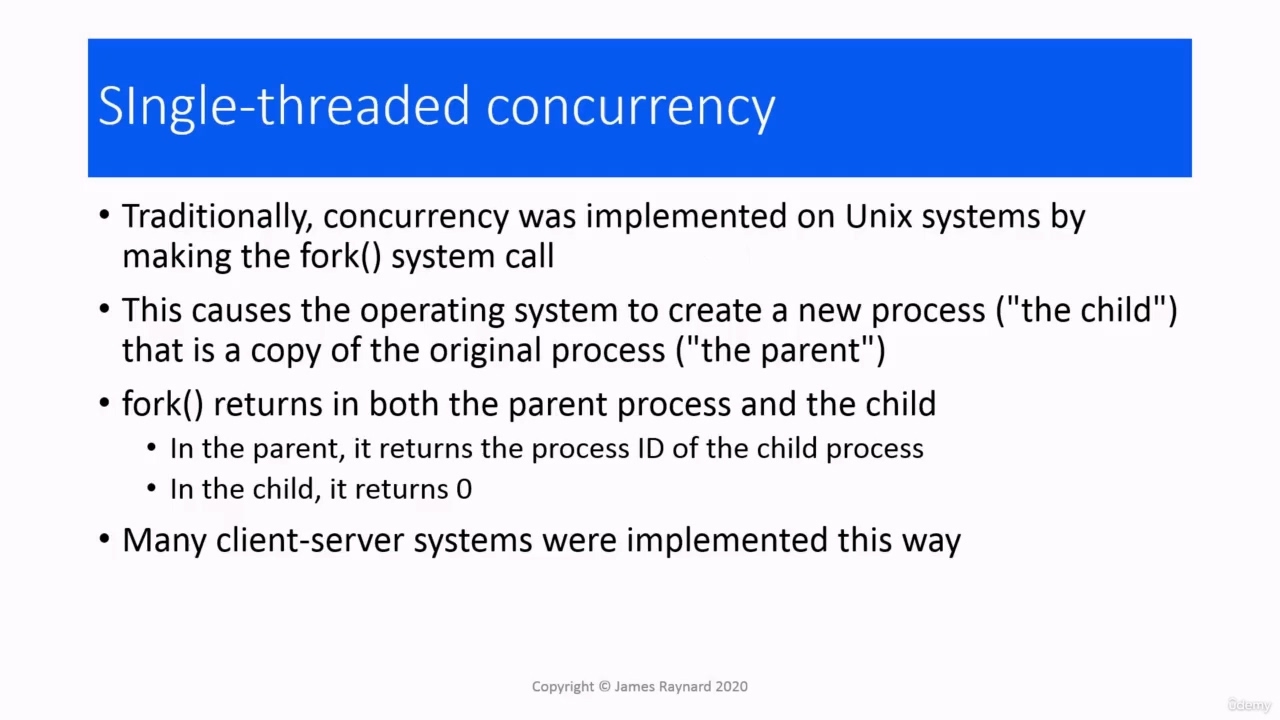 SIngle-threaded concurrency
• Traditionally, concurrency was implemented on Unix systems by
making the fork() system call
• This causes the operating system to create a new process ("the child")
that is a copy of the original process ("the parent")
• fork() returns in both the parent process and the child
• In the parent, it returns the process ID of the child process
• In the child, it returns 0
• Many client-server systems were implemented this way
Copyright © James Raynard 2020
ûdemy